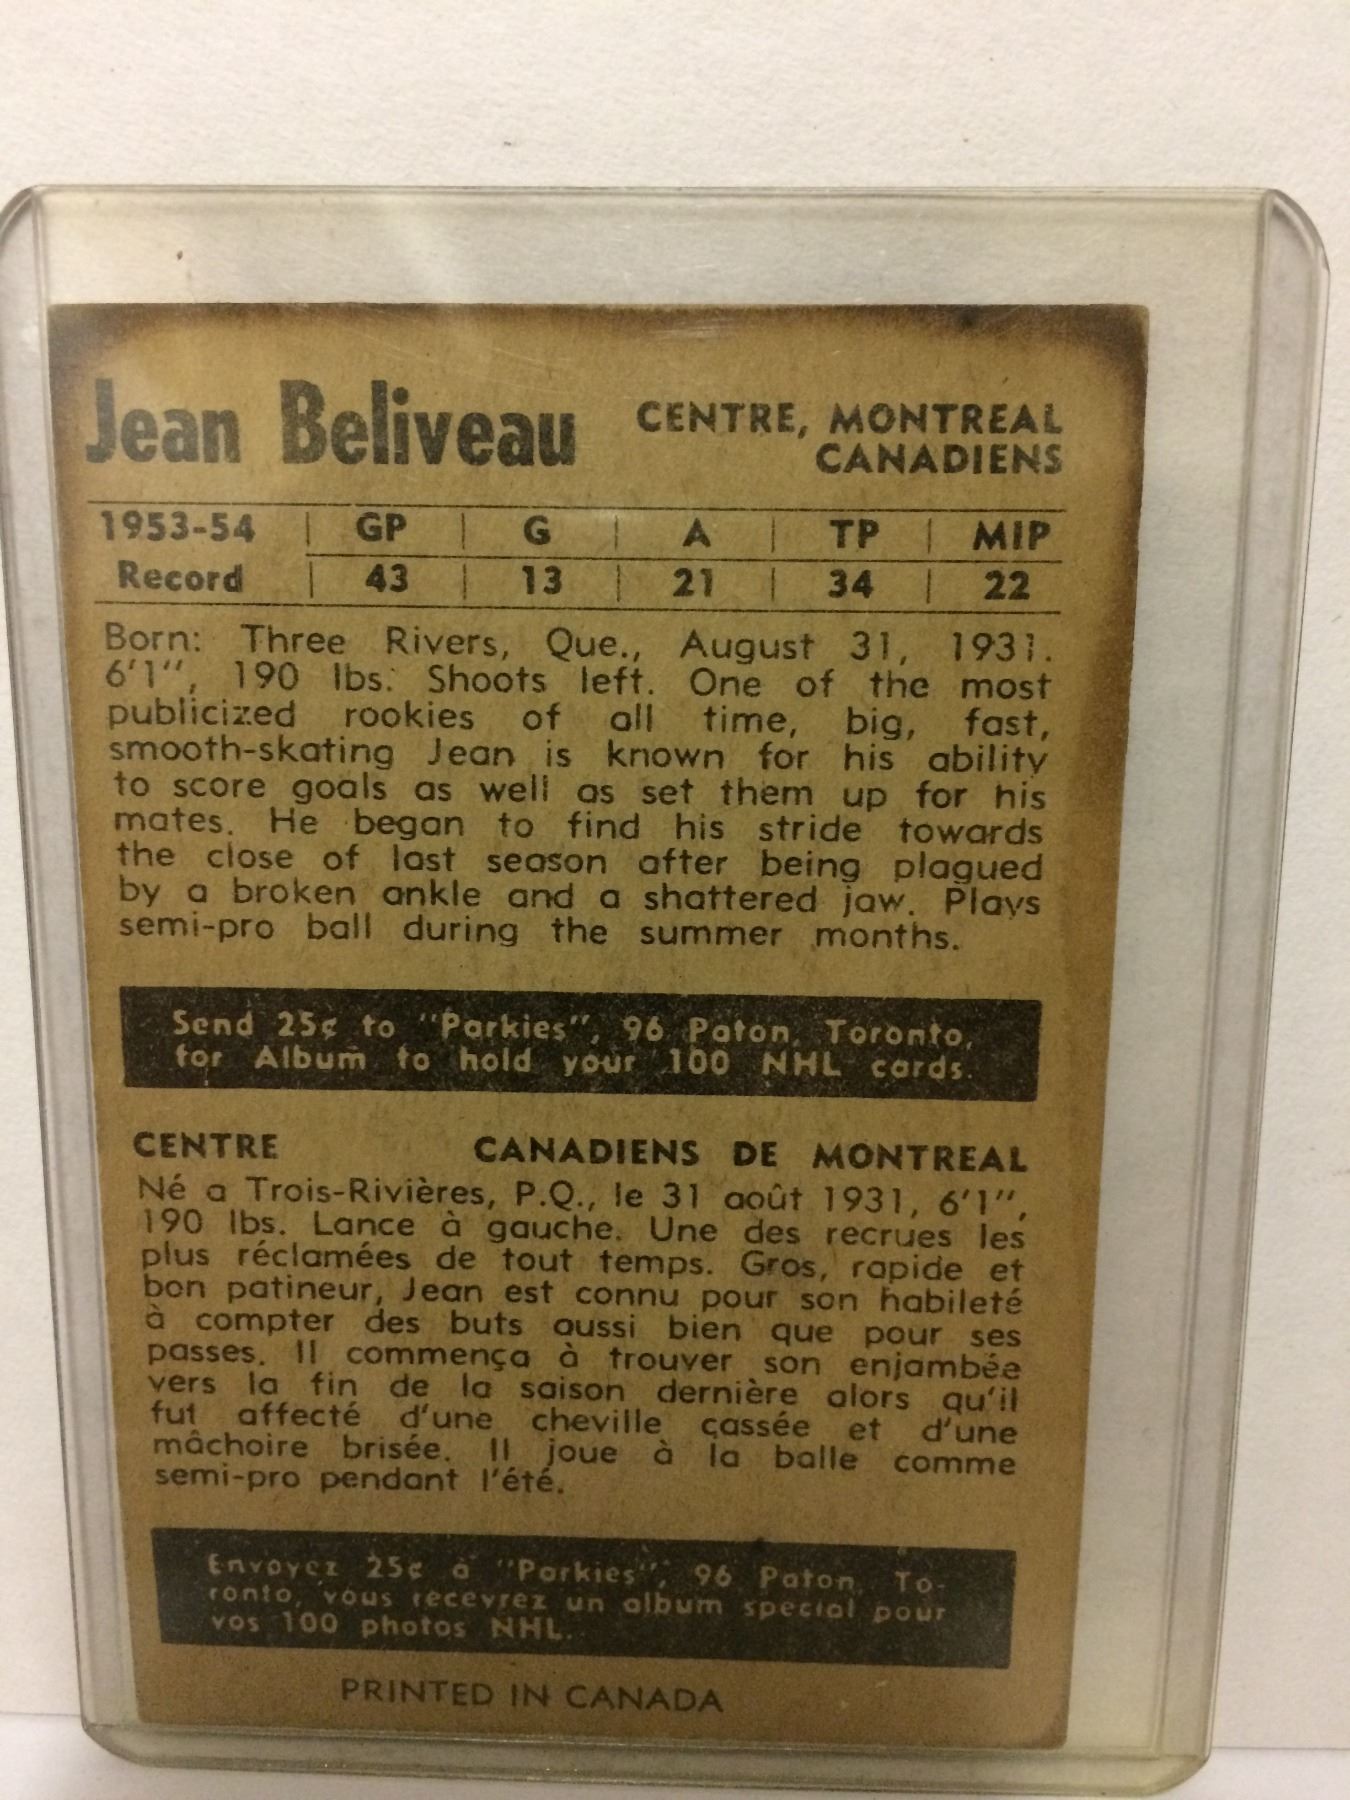 Jean Beliveau CENTRE, MONTREAL
CANADIENS
1953-54 | GP | G | A | TP | MIP
Record | 43 | 13 | 21 | 34 | 22
Born: Three Rivers, Que., August 31, 1931.
6'1", 190 lbs. Shoots left. One of the most
publicized rookies of all time, big, fast,
smooth-skating Jean is known for his ability
to score goals as well as set them up for his
mates. He began to find his stride towards
the close of last season after being plagued
by a broken ankle and a shattered jaw. Plays
semi-pro ball during the summer months.
Send 25¢ to "Parkies", 96 Paton, Toronto,
for Album to hold your 100 NHL cards.
CENTRE CANADIENS DE MONTREAL
Né a Trois-Rivières, P.Q., le 31 août 1931, 6'1",
190 lbs. Lance à gauche. Une des recrues les
plus réclamées de tout temps. Gros, rapide et
bon patineur, Jean est connu pour son habileté
à compter des buts aussi bien que pour ses
passes. Il commença à trouver son enjambée
vers la fin de la saison dernière alors qu'il
fut affecté d'une cheville cassée et d'une
mâchoire brisée. Il joue à la balle comme
semi-pro pendant l'été.
Envoyez 25¢ à "Parkies", 96 Paton, To-
ronto, vous recevrez un album special pour
vos 100 photos NHL.
PRINTED IN CANADA